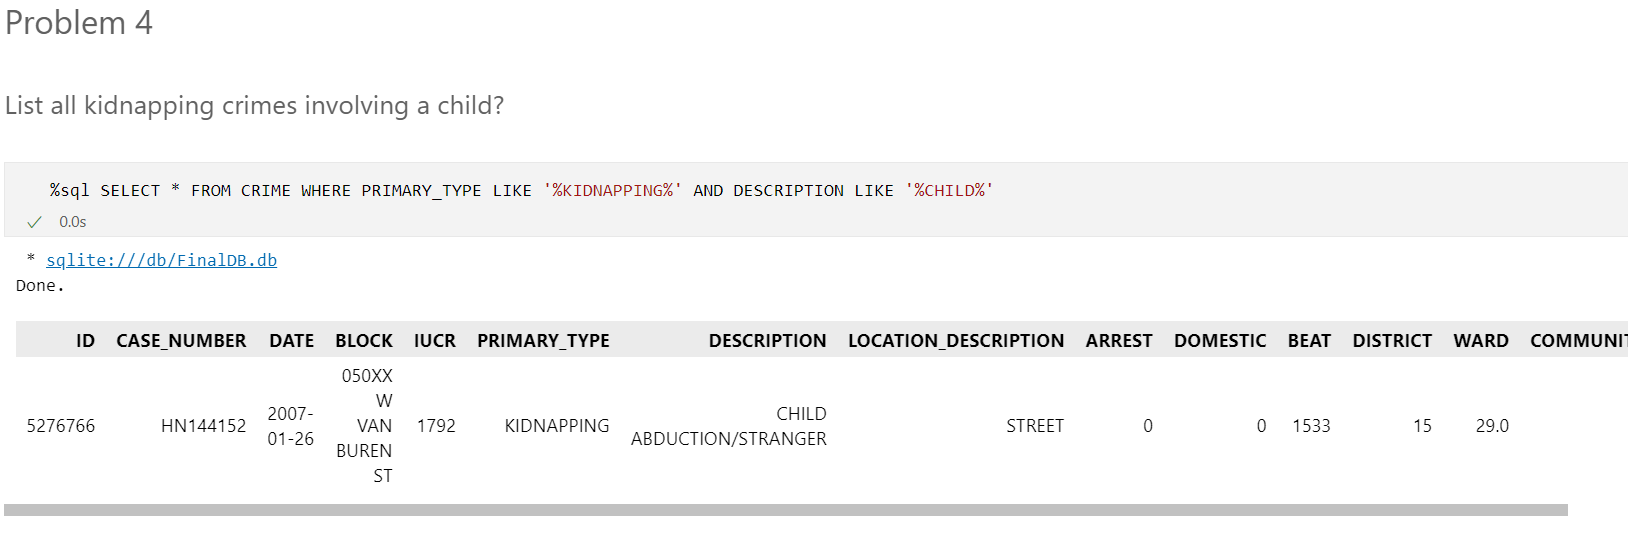 Problem 4
List all kidnapping crimes involving a child?
%sql SELECT * FROM CRIME WHERE PRIMARY_TYPE LIKE '%KIDNAPPING%' AND DESCRIPTION LIKE '%CHILD%'
0.0s
* sqlite:///db/FinalDB.db
Done.
ID CASE_NUMBER DATE BLOCK IUCR PRIMARY_TYPE DESCRIPTION LOCATION_DESCRIPTION ARREST DOMESTIC BEAT DISTRICT WARD COMMUNIT
5276766 HN144152 2007-
01-26 050XX
W
VAN
BUREN
ST 1792 KIDNAPPING CHILD
ABDUCTION/STRANGER STREET 0 0 1533 15 29.0